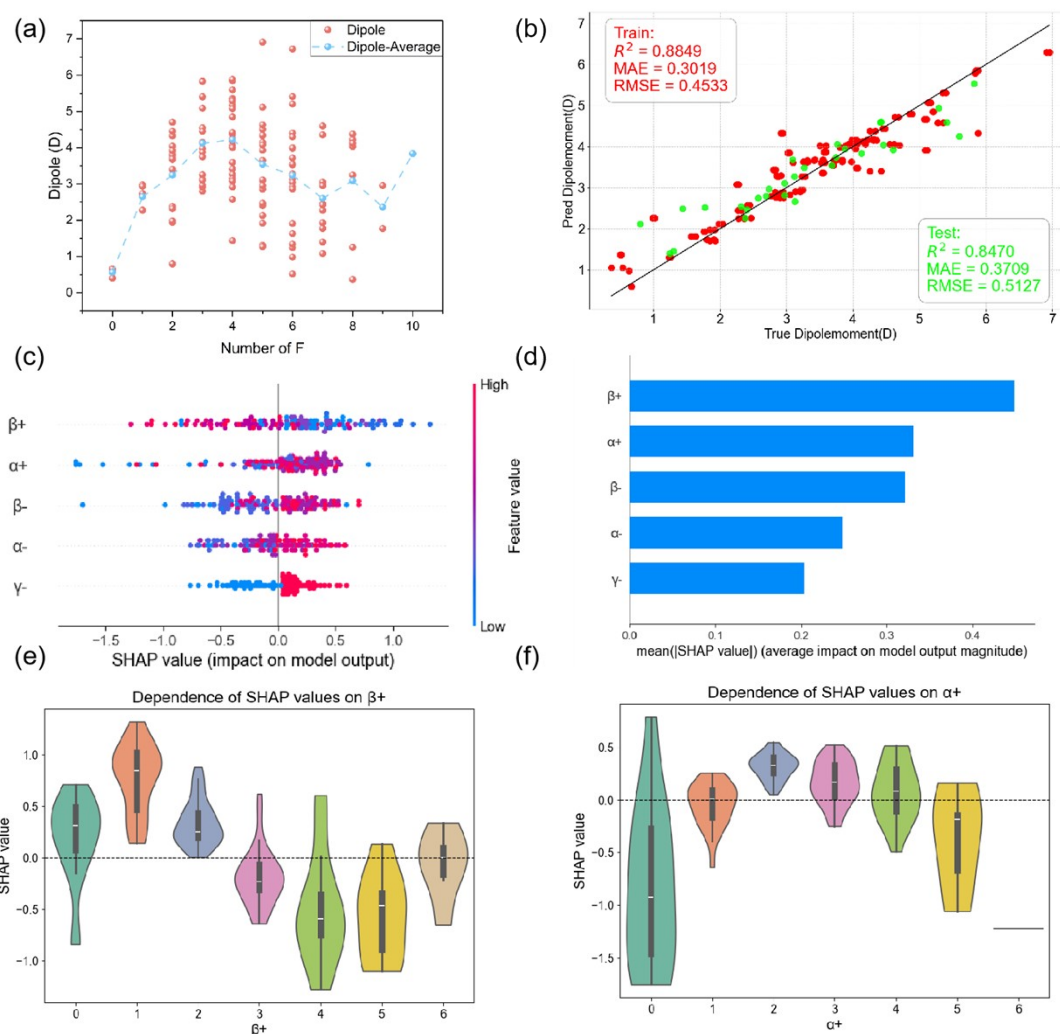 (a)
Dipole
Dipole-Average
7
6
5
4
3
2
1
0
Dipole (D)
0 2 4 6 8 10
Number of F
(b)
Train:
R² = 0.8849
MAE = 0.3019
RMSE = 0.4533
Test:
R² = 0.8470
MAE = 0.3709
RMSE = 0.5127
7
6
5
4
3
2
1
Pred Dipolemoment(D)
1 2 3 4 5 6 7
True Dipolemoment(D)
(c)
β+
α+
β-
α-
γ-
High
Feature value
Low
−1.5 −1.0 −0.5 0.0 0.5 1.0
SHAP value (impact on model output)
(d)
β+
α+
β-
α-
γ-
0.0 0.1 0.2 0.3 0.4
mean(|SHAP value|) (average impact on model output magnitude)
(e)
Dependence of SHAP values on β+
1.0
0.5
0.0
−0.5
−1.0
SHAP value
0 1 2 3 4 5 6
β+
(f)
Dependence of SHAP values on α+
0.5
0.0
−0.5
−1.0
−1.5
SHAP value
0 1 2 3 4 5 6
α+